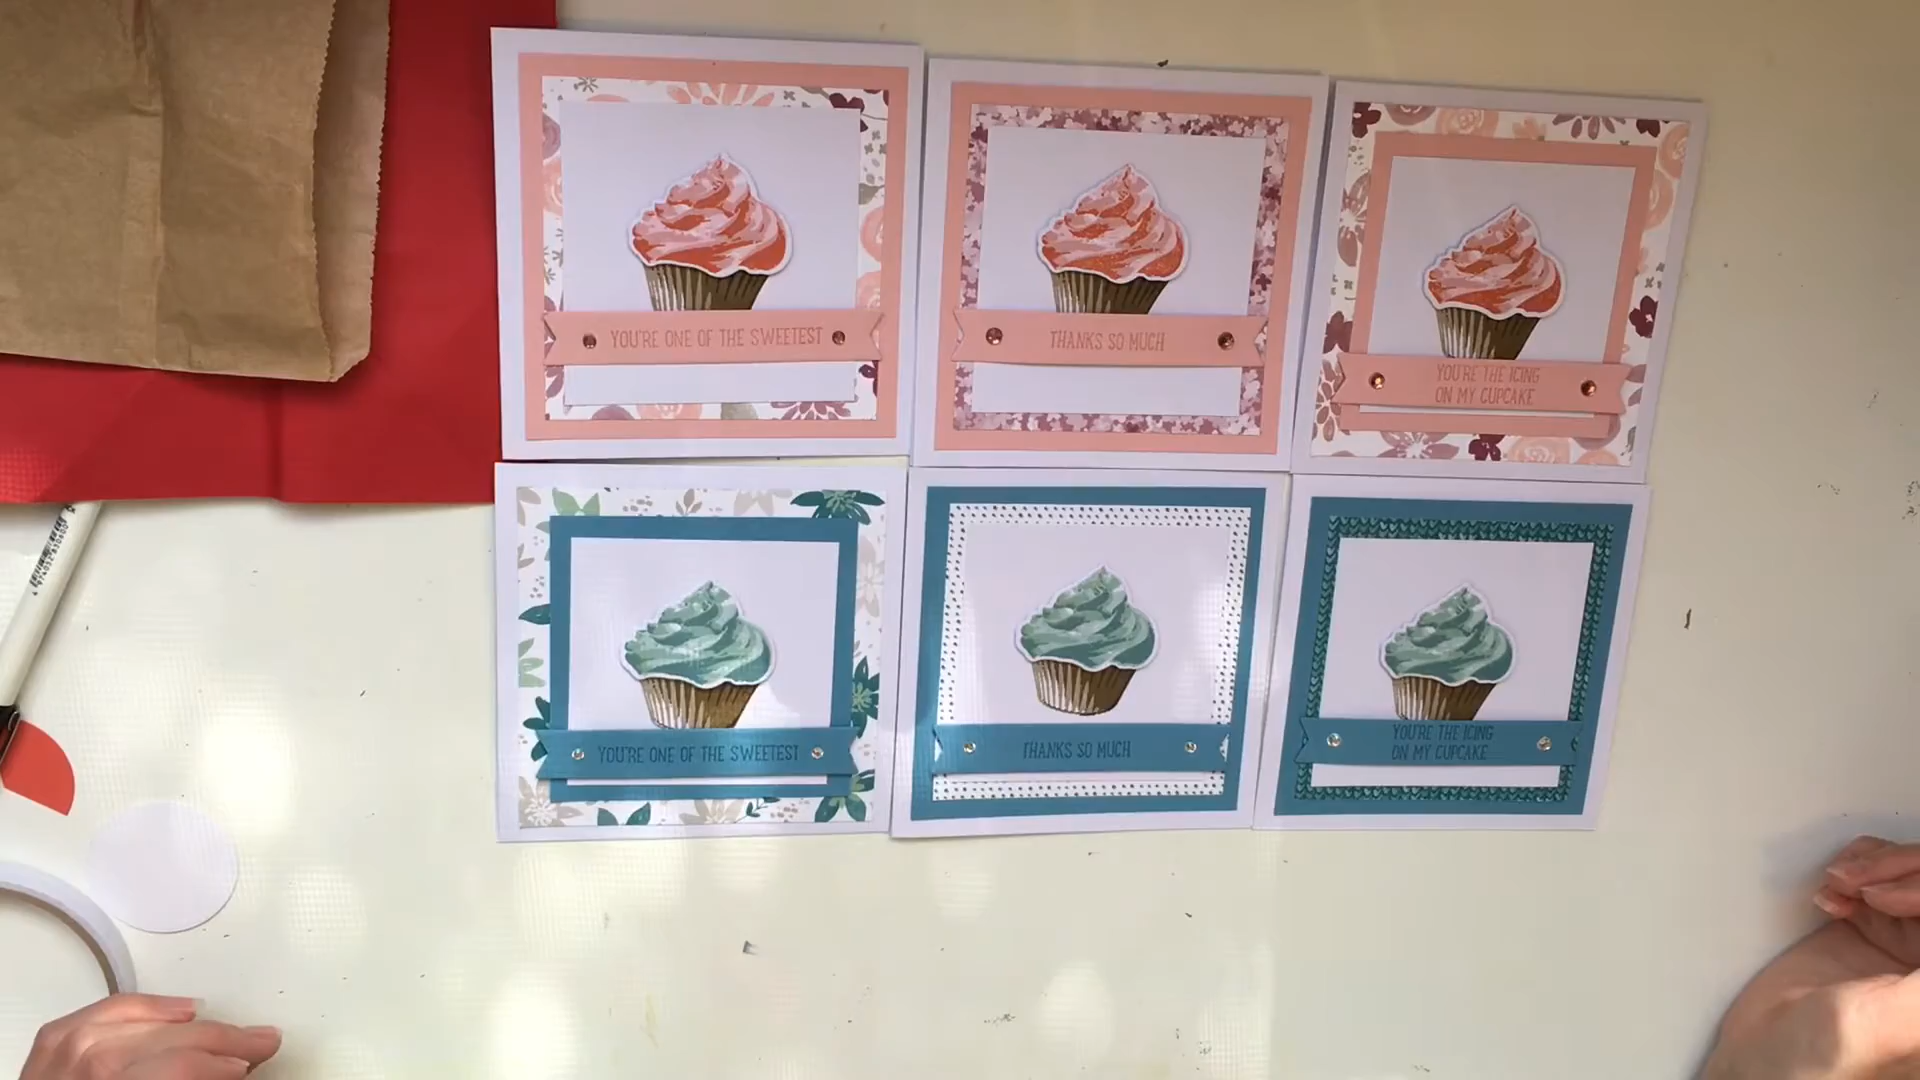 YOU'RE ONE OF THE SWEETEST
THANKS SO MUCH
YOU'RE THE ICING
ON MY CUPCAKE
YOU'RE ONE OF THE SWEETEST
THANKS SO MUCH
YOU'RE THE ICING
ON MY CUPCAKE